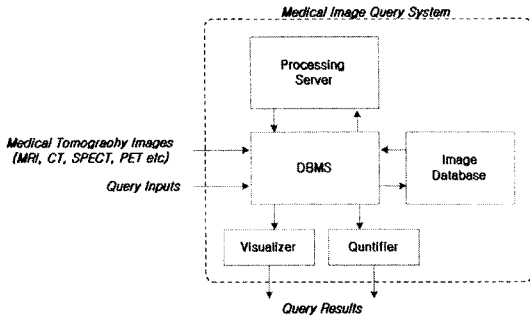 Medical Image Query System
Processing
Server
Medical Tomograohy Images
(MRI, CT, SPECT, PET etc)
Query Inputs
DBMS
Image
Database
Visualizer
Quntifier
Query Results